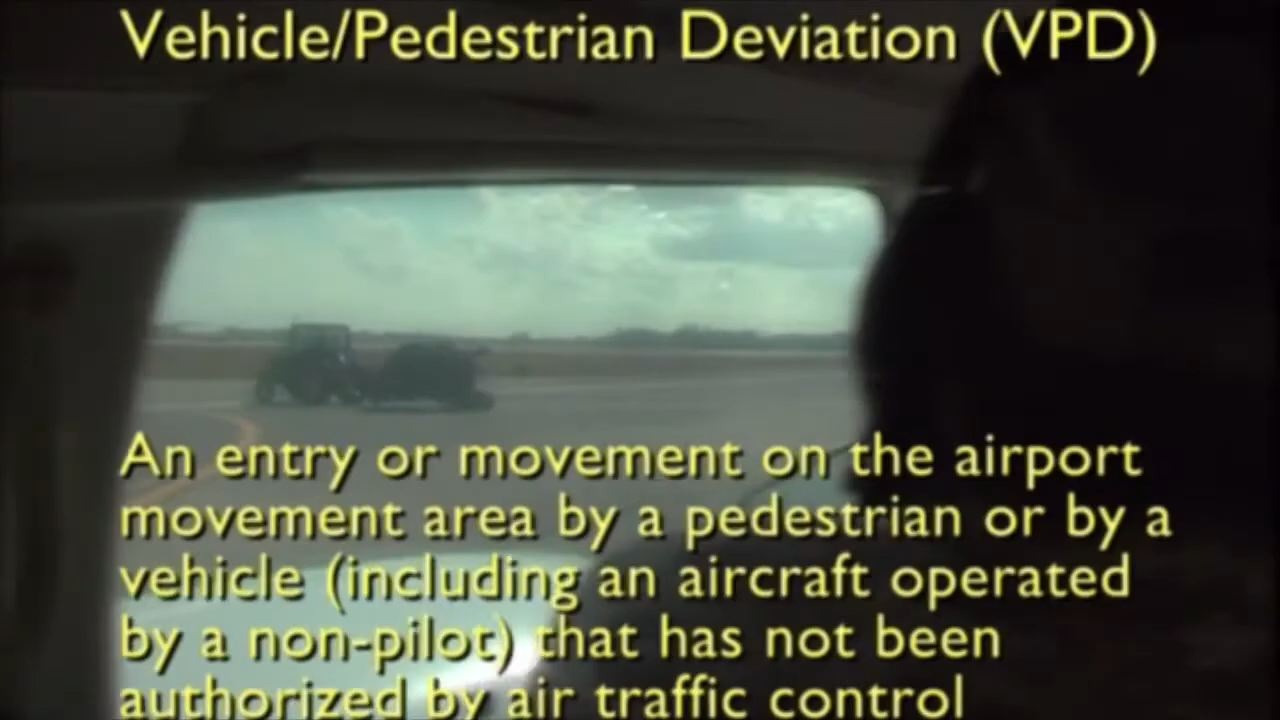 Vehicle/Pedestrian Deviation (VPD)
An entry or movement on the airport
movement area by a pedestrian or by a
vehicle (including an aircraft operated
by a non-pilot) that has not been
authorized by air traffic control